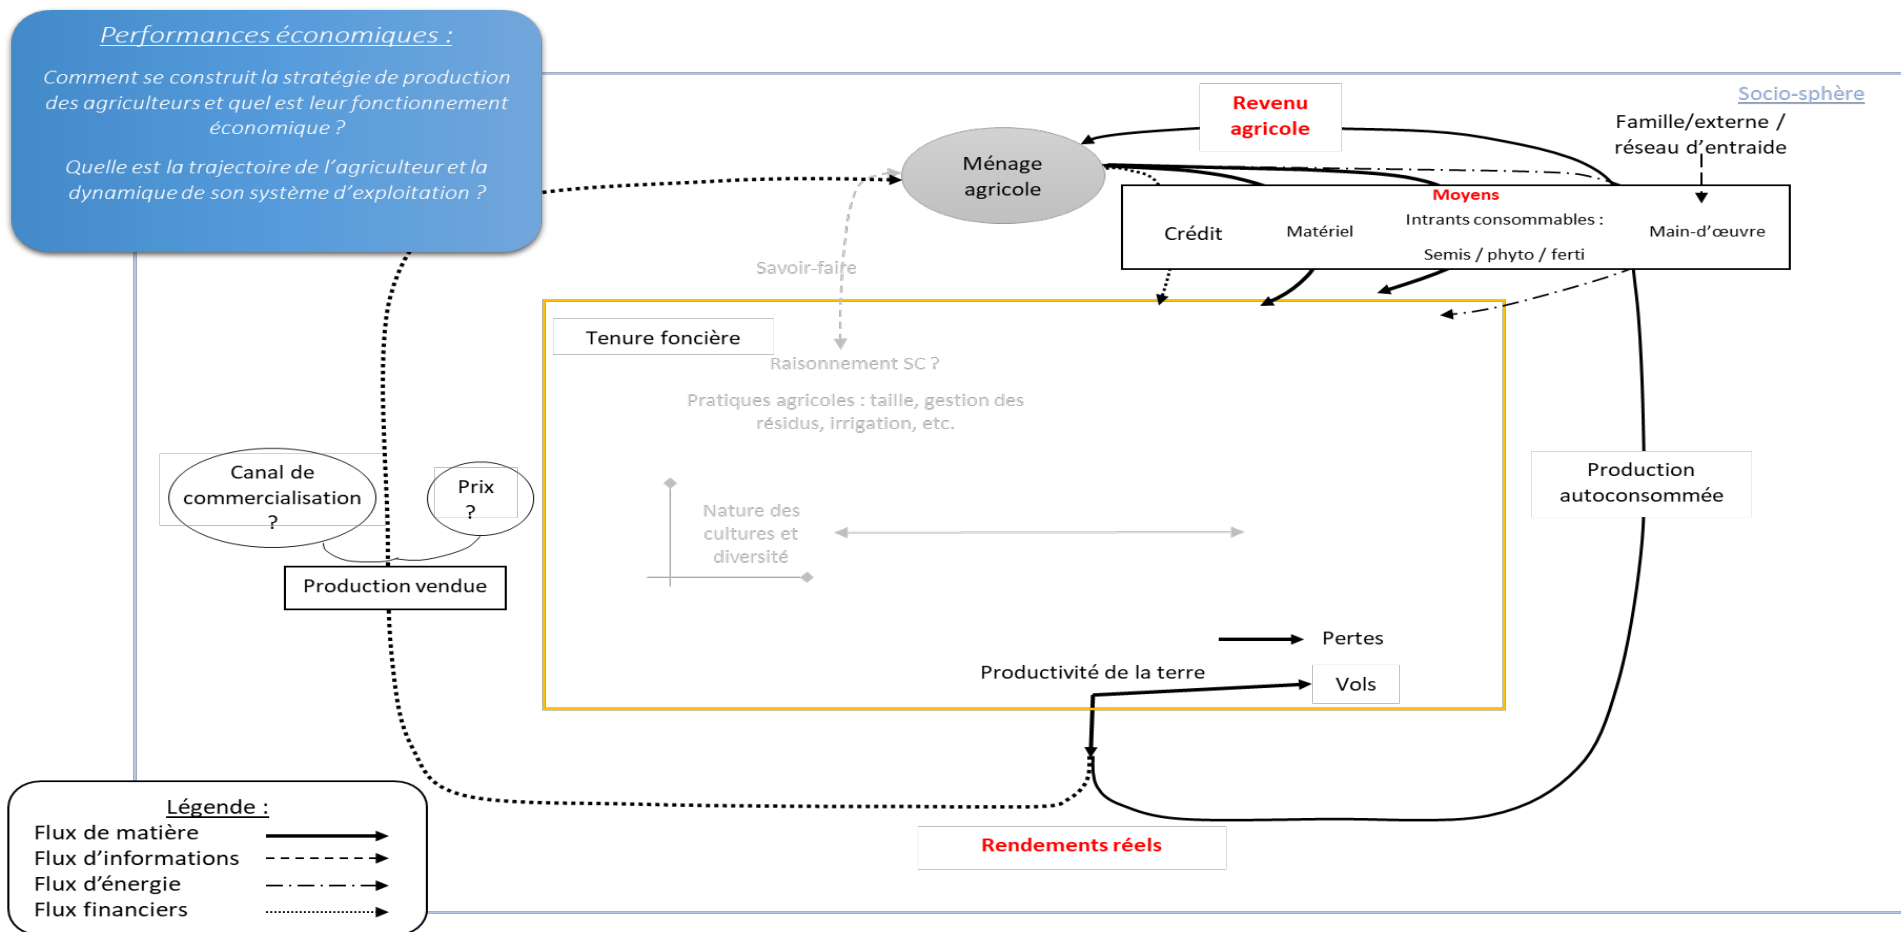 Performances économiques :
Comment se construit la stratégie de production
des agriculteurs et quel est leur fonctionnement
économique ?
Quelle est la trajectoire de l’agriculteur et la
dynamique de son système d’exploitation ?
Socio-sphère
Revenu
agricole
Famille/externe /
réseau d’entraide
Ménage
agricole
Moyens
Crédit
Matériel
Intrants consommables :
Semis / phyto / ferti
Main-d’œuvre
Savoir-faire
Tenure foncière
Raisonnement SC ?
Pratiques agricoles : taille, gestion des
résidus, irrigation, etc.
Canal de
commercialisation
?
Prix
?
Nature des
cultures et
diversité
Production
autoconsommée
Production vendue
Pertes
Productivité de la terre
Vols
Rendements réels
Légende :
Flux de matière
Flux d’informations
Flux d’énergie
Flux financiers